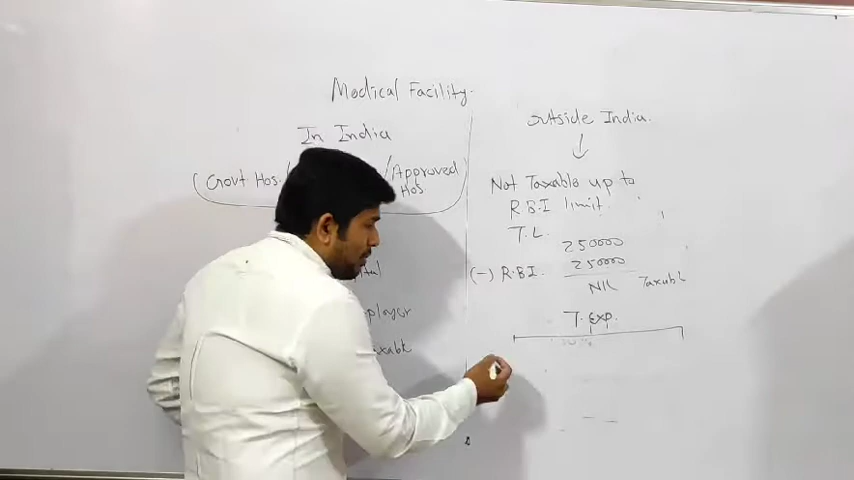 Medical Facility
In India
(Govt Hos. / /Approved Hos)
outside India.
Not Taxable up to
R.B.I limit.
T.L.
250000
(-) R.B.I. 250000
Nil Taxable
T. Exp.